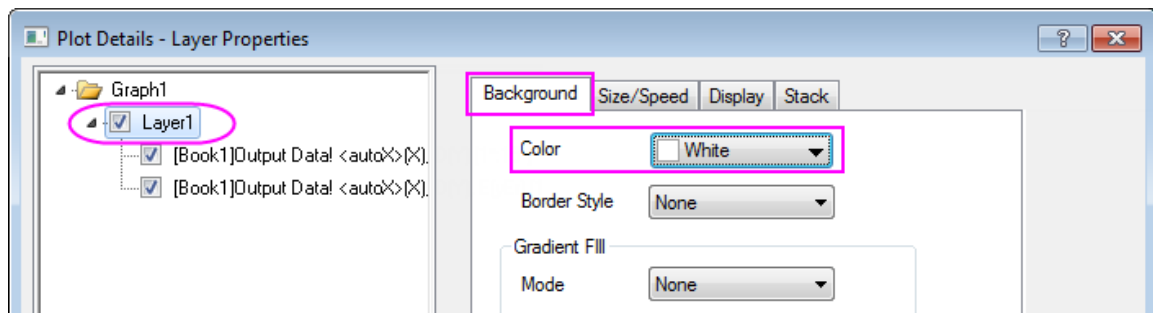 Plot Details - Layer Properties
?
Graph1
Layer1
[Book1]Output Data! <autoX>(X),
[Book1]Output Data! <autoX>(X),
Background Size/Speed Display Stack
Color White
Border Style None
Gradient FIll
Mode None